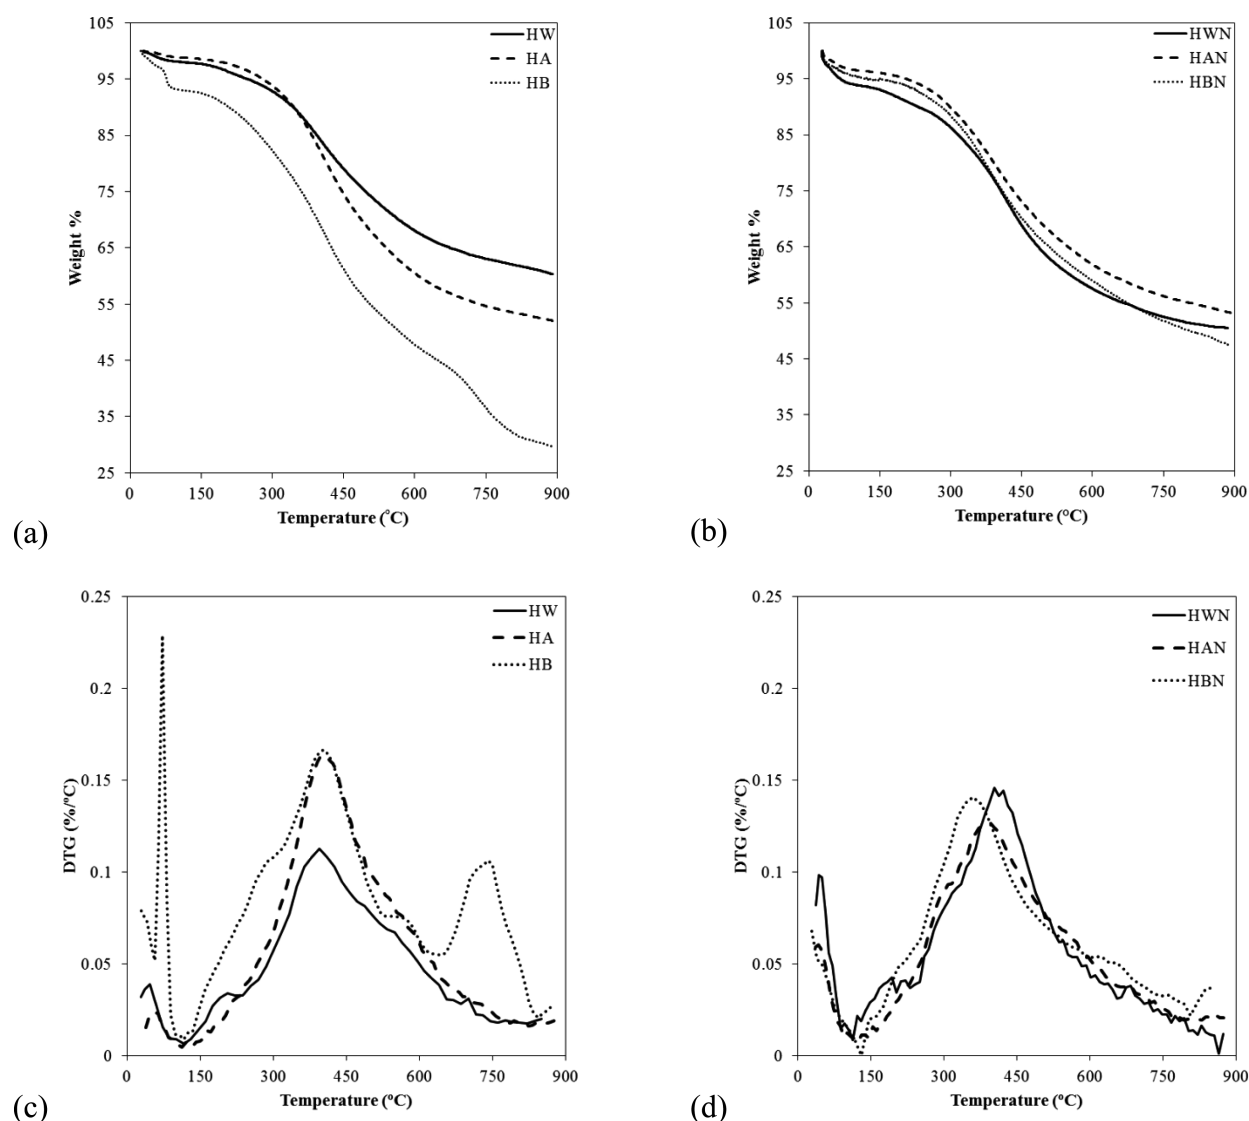 105
95
85
75
65
55
45
35
25
Weight %
HW
HA
HB
0 150 300 450 600 750 900
Temperature (°C)
(a)
105
95
85
75
65
55
45
35
25
Weight %
HWN
HAN
HBN
0 150 300 450 600 750 900
Temperature (°C)
(b)
0.25
0.2
0.15
0.1
0.05
0
DTG (%/°C)
HW
HA
HB
0 150 300 450 600 750 900
Temperature (°C)
(c)
0.25
0.2
0.15
0.1
0.05
0
DTG (%/°C)
HWN
HAN
HBN
0 150 300 450 600 750 900
Temperature (°C)
(d)